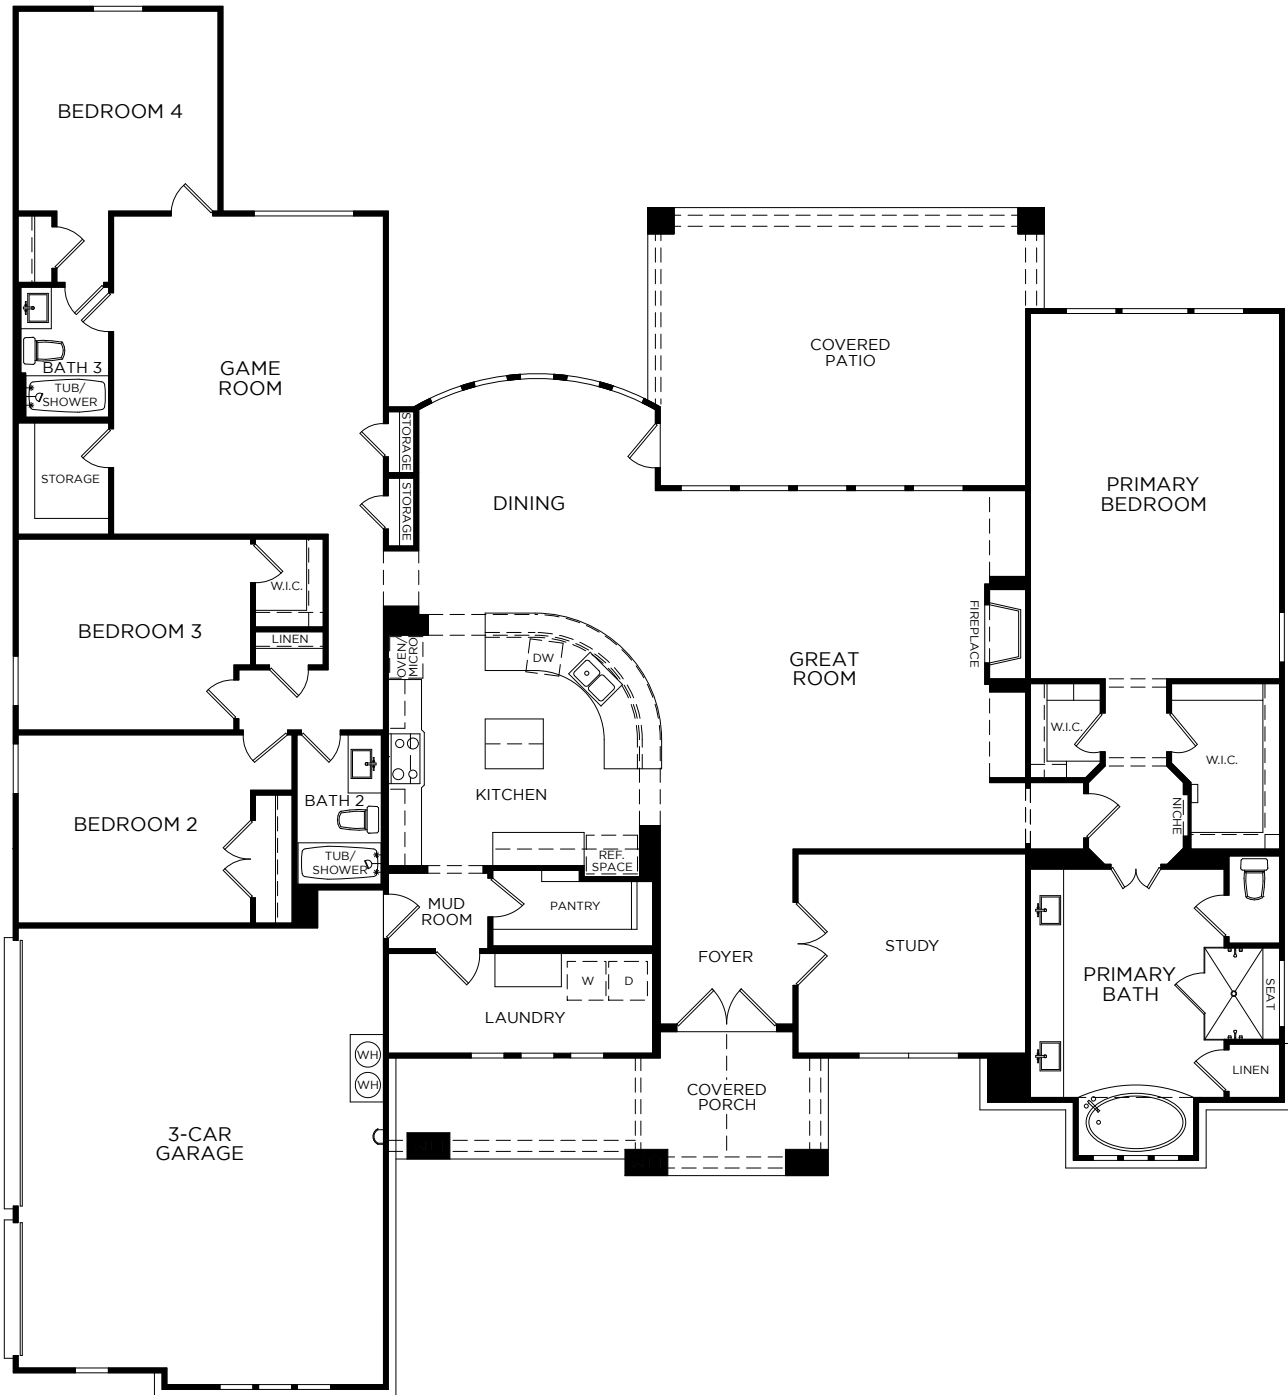 BEDROOM 4
COVERED
PATIO
GAME
ROOM
BATH 3
TUB/
SHOWER
STORAGE
STORAGE
STORAGE
DINING
PRIMARY
BEDROOM
W.I.C.
BEDROOM 3
LINEN
OVEN/
MICRO
DW
FIREPLACE
GREAT
ROOM
W.I.C.
W.I.C.
KITCHEN
NICHE
BEDROOM 2
BATH 2
TUB/
SHOWER
REF.
SPACE
MUD
ROOM
PANTRY
FOYER
STUDY
W
D
LAUNDRY
PRIMARY
BATH
SEAT
LINEN
WH
WH
COVERED
PORCH
3-CAR
GARAGE